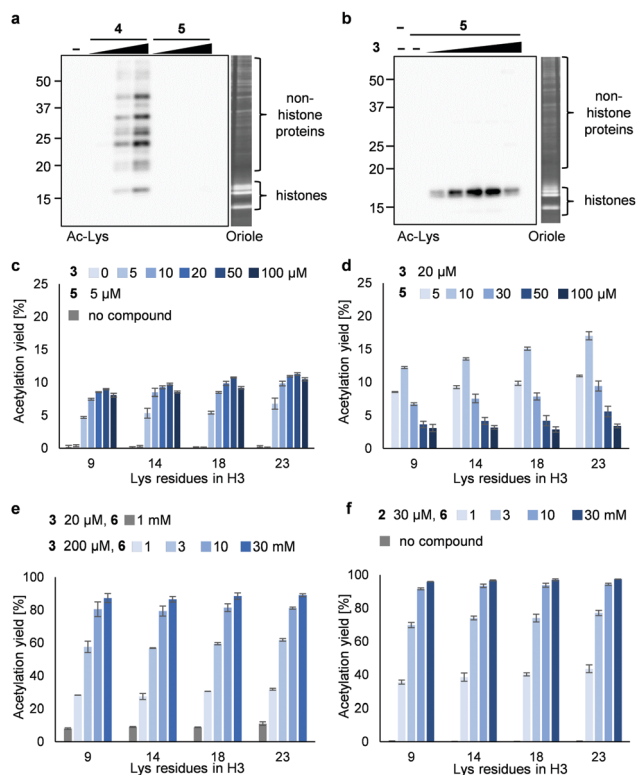 a
4 5
–
50
37
25
20
15
non-
histone
proteins
histones
Ac-Lys Oriole
b
– 5
3 – –
50
37
25
20
15
non-
histone
proteins
histones
Ac-Lys Oriole
c
3 0 5 10 20 50 100 μM
5 5 μM
no compound
Acetylation yield [%]
25
20
15
10
5
0
9 14 18 23
Lys residues in H3
d
3 20 μM
5 5 10 30 50 100 μM
Acetylation yield [%]
25
20
15
10
5
0
9 14 18 23
Lys residues in H3
e
3 20 μM, 6 1 mM
3 200 μM, 6 1 3 10 30 mM
Acetylation yield [%]
100
80
60
40
20
0
9 14 18 23
Lys residues in H3
f
2 30 μM, 6 1 3 10 30 mM
no compound
Acetylation yield [%]
100
80
60
40
20
0
9 14 18 23
Lys residues in H3